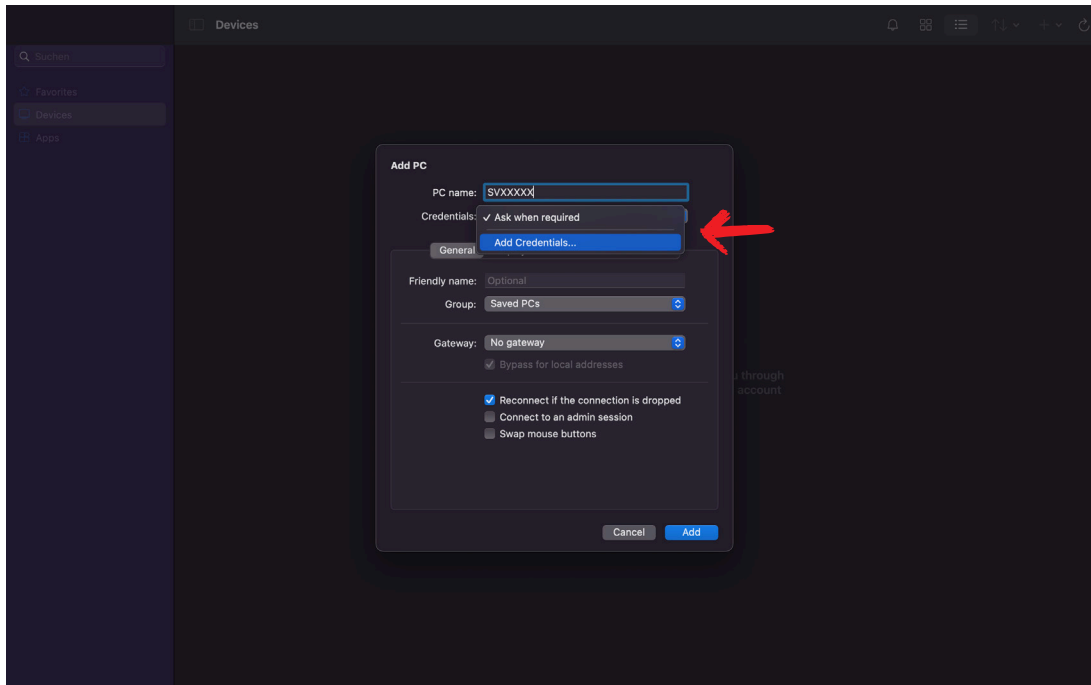 Devices
Suchen
Favorites
Devices
Apps
Add PC
PC name: SVXXXXX
Credentials: ✓ Ask when required
Add Credentials...
General
Friendly name: Optional
Group: Saved PCs
Gateway: No gateway
Bypass for local addresses
through
account
Reconnect if the connection is dropped
Connect to an admin session
Swap mouse buttons
Cancel Add